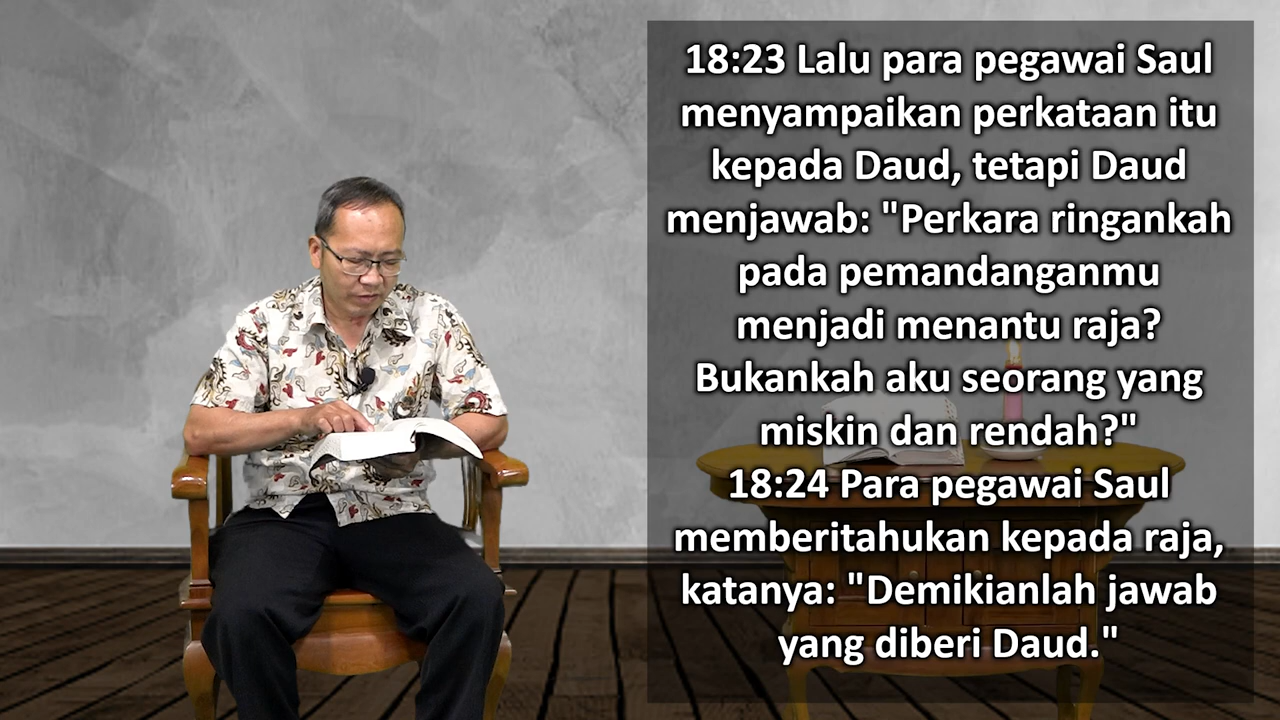 18:23 Lalu para pegawai Saul
menyampaikan perkataan itu
kepada Daud, tetapi Daud
menjawab: "Perkara ringankah
pada pemandanganmu
menjadi menantu raja?
Bukankah aku seorang yang
miskin dan rendah?"
18:24 Para pegawai Saul
memberitahukan kepada raja,
katanya: "Demikianlah jawab
yang diberi Daud."